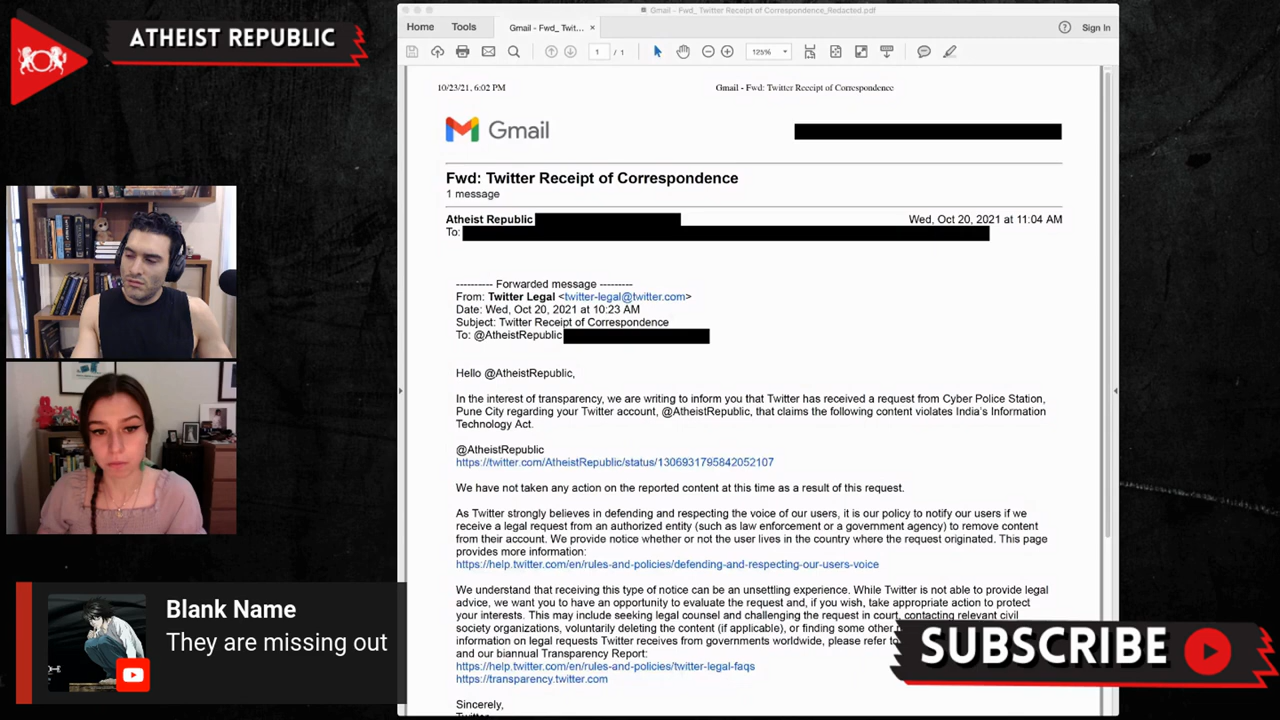 ATHEIST REPUBLIC
Gmail - Fwd_ Twitter Receipt of Correspondence_Redacted.pdf
Home
Tools
Gmail - Fwd_ Twit...
Sign In
1
/ 1
125%
10/23/21, 6:02 PM
Gmail - Fwd: Twitter Receipt of Correspondence
Gmail
Fwd: Twitter Receipt of Correspondence
1 message
Atheist Republic
Wed, Oct 20, 2021 at 11:04 AM
To:
---------- Forwarded message ---------
From: Twitter Legal <twitter-legal@twitter.com>
Date: Wed, Oct 20, 2021 at 10:23 AM
Subject: Twitter Receipt of Correspondence
To: @AtheistRepublic
Hello @AtheistRepublic,
In the interest of transparency, we are writing to inform you that Twitter has received a request from Cyber Police Station,
Pune City regarding your Twitter account, @AtheistRepublic, that claims the following content violates India's Information
Technology Act.
@AtheistRepublic
https://twitter.com/AtheistRepublic/status/1306931795842052107
We have not taken any action on the reported content at this time as a result of this request.
As Twitter strongly believes in defending and respecting the voice of our users, it is our policy to notify our users if we
receive a legal request from an authorized entity (such as law enforcement or a government agency) to remove content
from their account. We provide notice whether or not the user lives in the country where the request originated. This page
provides more information:
https://help.twitter.com/en/rules-and-policies/defending-and-respecting-our-users-voice
We understand that receiving this type of notice can be an unsettling experience. While Twitter is not able to provide legal
advice, we want you to have an opportunity to evaluate the request and, if you wish, take appropriate action to protect
your interests. This may include seeking legal counsel and challenging the request in court, contacting relevant civil
society organizations, voluntarily deleting the content (if applicable), or finding some other
information on legal requests Twitter receives from governments worldwide, please refer to
and our biannual Transparency Report:
https://help.twitter.com/en/rules-and-policies/twitter-legal-faqs
https://transparency.twitter.com
Sincerely,
Twitter
Blank Name
They are missing out
SUBSCRIBE